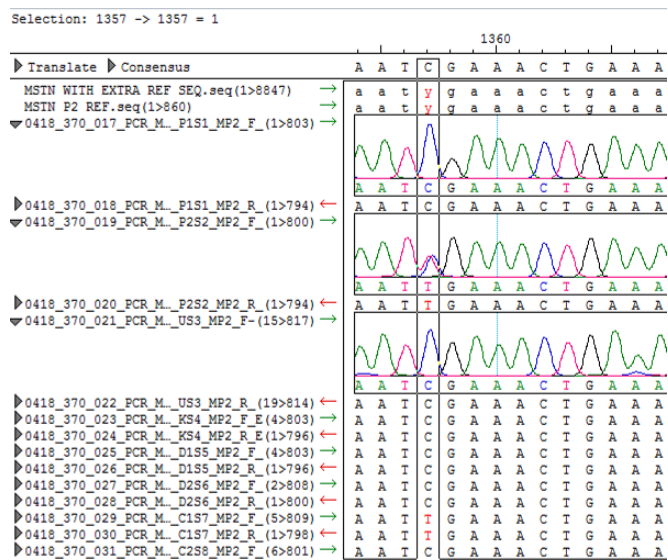 Selection: 1357 -> 1357 = 1
1360
Translate Consensus A A T C G A A A C T G A A A
MSTN WITH EXTRA REF SEQ.seq(1>8847) → a a t y g a a a c t g a a a
MSTN P2 REF.seq(1>860) → a a t y g a a a c t g a a a
0418_370_017_PCR_M…_P1S1_MP2_F_(1>803) →
A A T C G A A A C T G A A A
0418_370_018_PCR_M…_P1S1_MP2_R_(1>794) ← A A T C G A A A C T G A A A
0418_370_019_PCR_M…_P2S2_MP2_F_(1>800) →
A A T T G A A A C T G A A A
0418_370_020_PCR_M…_P2S2_MP2_R_(1>794) ← A A T T G A A A C T G A A A
0418_370_021_PCR_M…_US3_MP2_F-(15>817) →
A A T C G A A A C T G A A A
0418_370_022_PCR_M…_US3_MP2_R_(19>814) ← A A T C G A A A C T G A A A
0418_370_023_PCR_M…_KS4_MP2_F_E(4>803) → A A T C G A A A C T G A A A
0418_370_024_PCR_M…_KS4_MP2_R_E(1>796) ← A A T C G A A A C T G A A A
0418_370_025_PCR_M…_D1S5_MP2_F_(4>803) → A A T C G A A A C T G A A A
0418_370_026_PCR_M…_D1S5_MP2_R_(1>796) ← A A T C G A A A C T G A A A
0418_370_027_PCR_M…_D2S6_MP2_F_(2>808) → A A T C G A A A C T G A A A
0418_370_028_PCR_M…_D2S6_MP2_R_(1>800) ← A A T C G A A A C T G A A A
0418_370_029_PCR_M…_C1S7_MP2_F_(5>809) → A A T T G A A A C T G A A A
0418_370_030_PCR_M…_C1S7_MP2_R_(1>798) ← A A T T G A A A C T G A A A
0418_370_031_PCR_M…_C2S8_MP2_F_(6>801) → A A T C G A A A C T G A A A